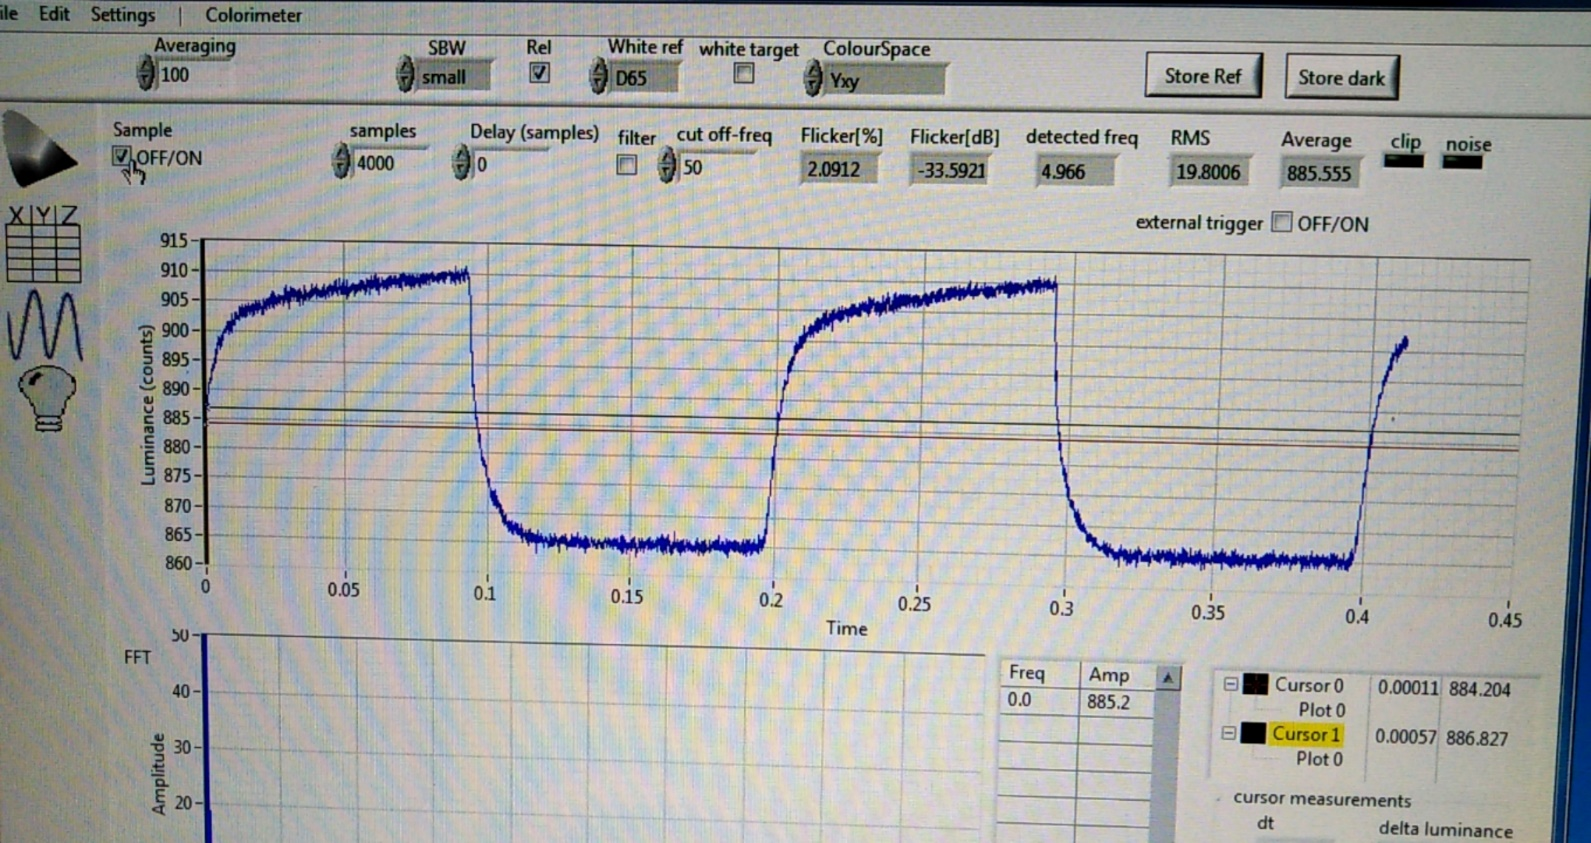 ile Edit Settings | Colorimeter
Averaging SBW Rel White ref white target ColourSpace
100 small D65 Yxy Store Ref Store dark
Sample samples Delay (samples) filter cut off-freq Flicker[%] Flicker[dB] detected freq RMS Average clip noise
OFF/ON 4000 0 50 2.0912 -33.5921 4.966 19.8006 885.555
external trigger OFF/ON
X|Y|Z
Luminance (counts)
915
910
905
900
895
890
885
880
875
870
865
860
0 0.05 0.1 0.15 0.2 0.25 0.3 0.35 0.4 0.45
Time
FFT
Amplitude
50
40
30
20
Freq Amp
0.0 885.2
Cursor 0 0.00011 884.204
Plot 0
Cursor 1 0.00057 886.827
Plot 0
cursor measurements
dt delta luminance